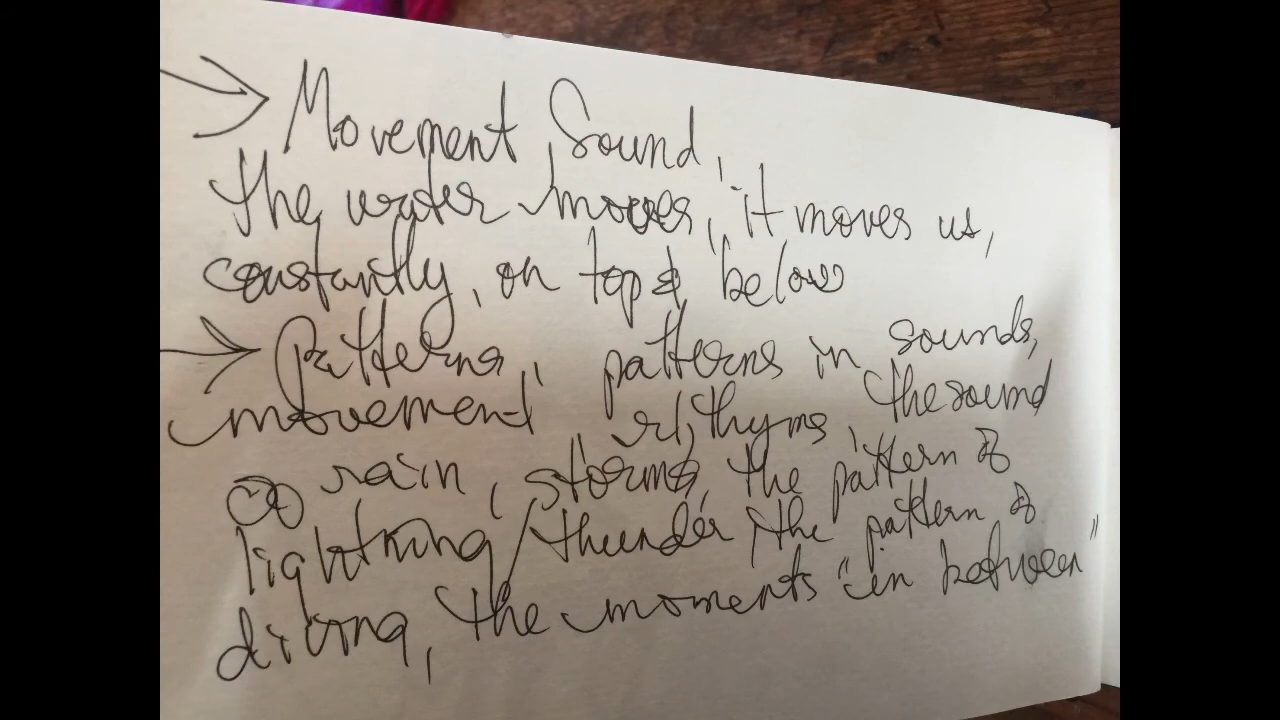 → Movement, Sound,
the water moves, it moves us,
constantly, on top & below
→ Patterns, patterns in sounds,
movement, rhythms, the sound
of rain, storms, the pattern of
lightning/thunder, the pattern of
diving, the moments "in between"